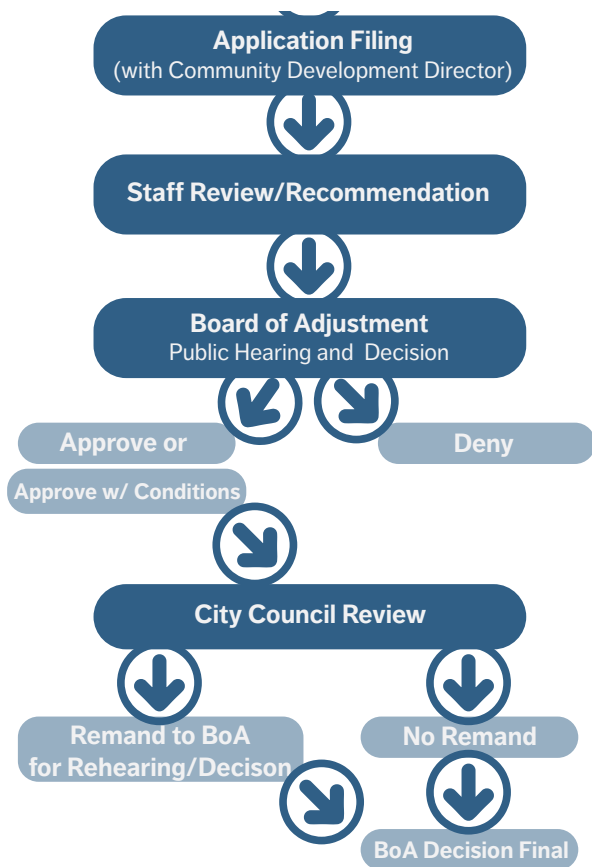 Application Filing
(with Community Development Director)
Staff Review/Recommendation
Board of Adjustment
Public Hearing and Decision
Approve or
Deny
Approve w/ Conditions
City Council Review
Remand to BoA
for Rehearing/Decison
No Remand
BoA Decision Final